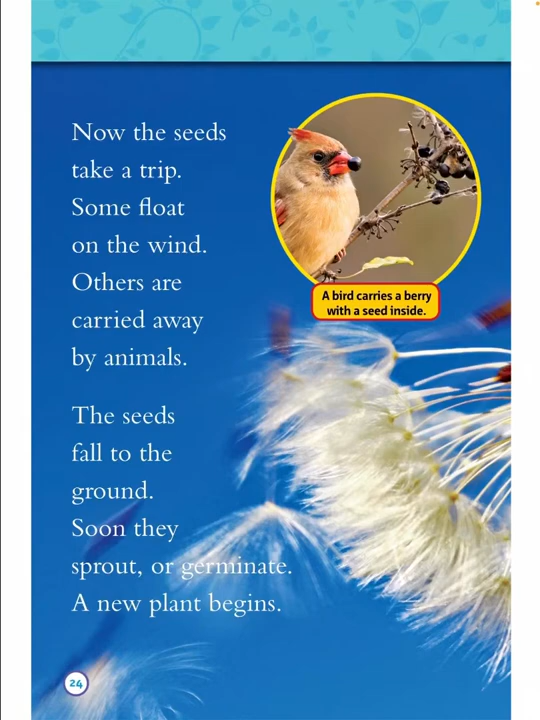 Now the seeds
take a trip.
Some float
on the wind.
Others are
carried away
by animals.
A bird carries a berry
with a seed inside.
The seeds
fall to the
ground.
Soon they
sprout, or germinate.
A new plant begins.
24